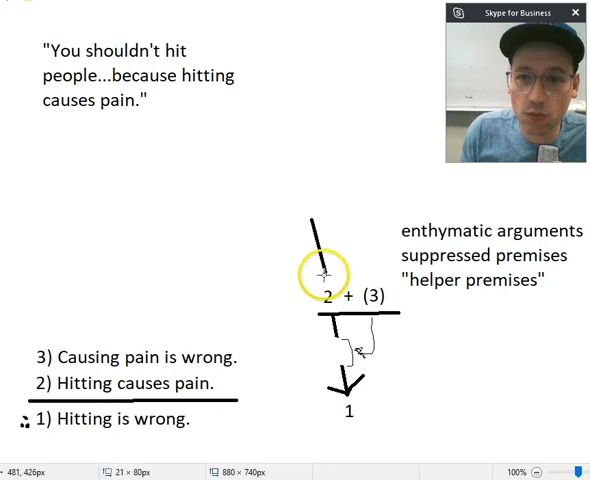 Skype for Business
"You shouldn't hit
people...because hitting
causes pain."
enthymatic arguments
suppressed premises
"helper premises"
2 + (3)
1
3) Causing pain is wrong.
2) Hitting causes pain.
1) Hitting is wrong.
481, 426px
21 × 80px
880 × 740px
100%